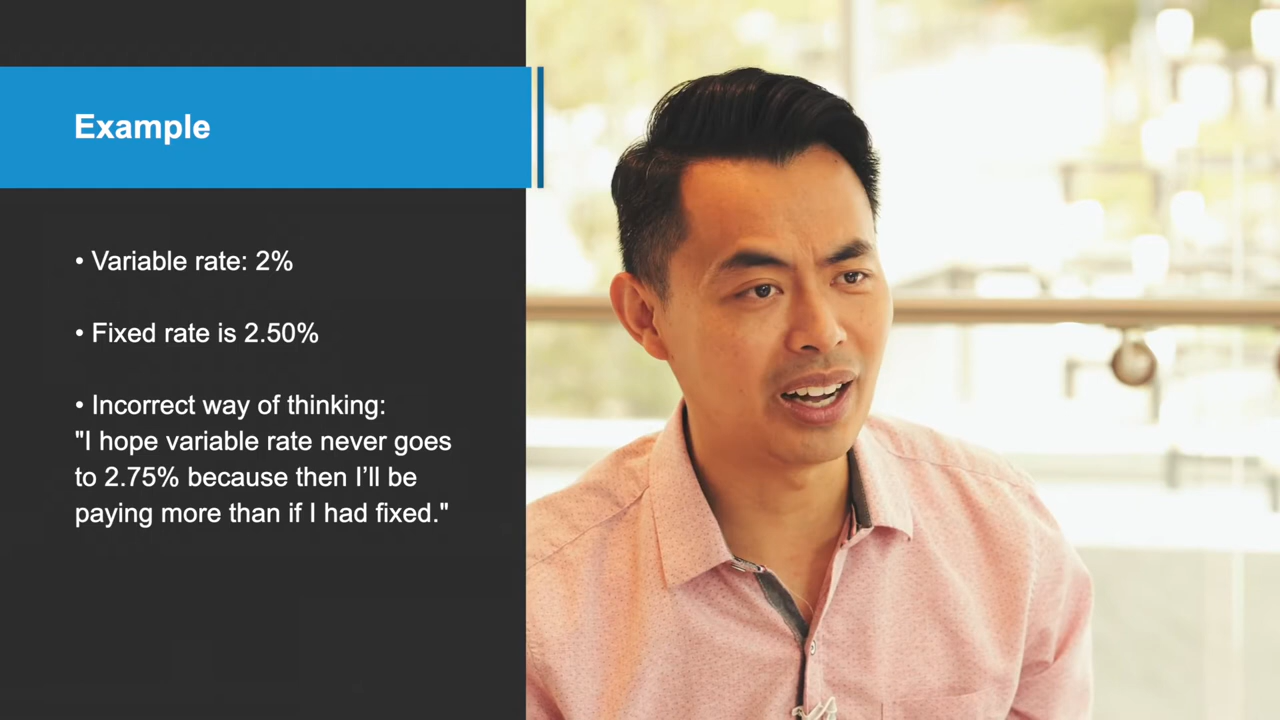 Example
• Variable rate: 2%
• Fixed rate is 2.50%
• Incorrect way of thinking:
"I hope variable rate never goes
to 2.75% because then I’ll be
paying more than if I had fixed."